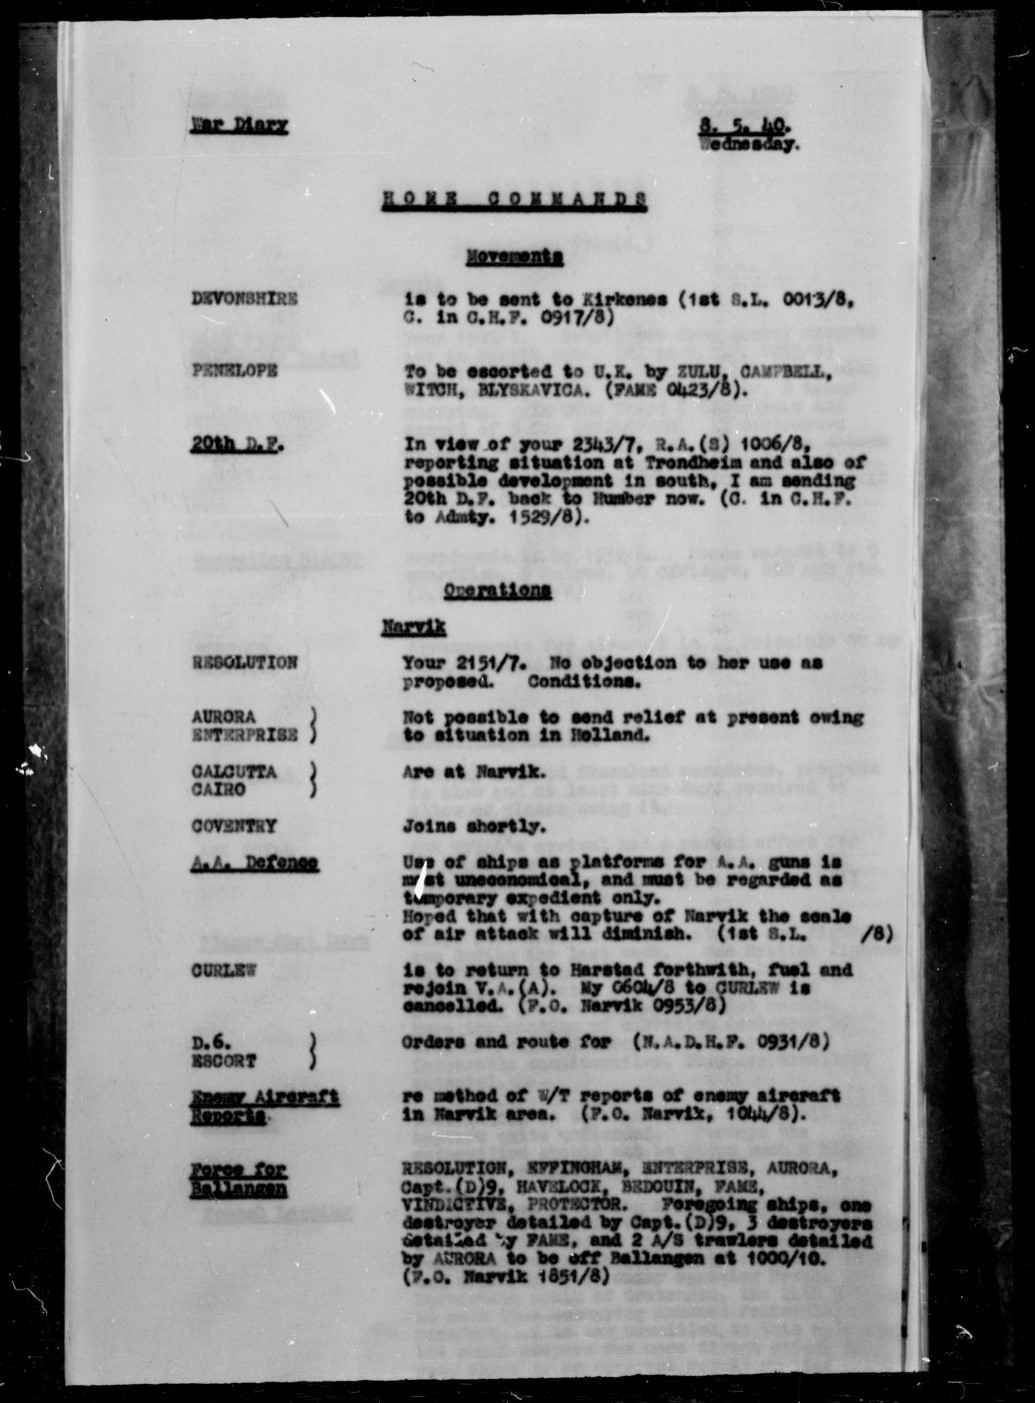 War Diary
8. 5. 40.
Wednesday.
HOME COMMANDS
Movements
DEVONSHIRE is to be sent to Kirkenes (1st S.L. 0013/8,
C. in C.H.F. 0917/8)
PENELOPE To be escorted to U.K. by ZULU, CAMPBELL,
WITCH, BLYSKAVICA. (FAME 0423/8).
20th D.F. In view of your 2343/7, R.A.(S) 1006/8,
reporting situation at Trondheim and also of
possible development in south, I am sending
20th D.F. back to Humber now. (C. in C.H.F.
to Admty. 1529/8).
Operations
Narvik
RESOLUTION Your 2151/7. No objection to her use as
proposed. Conditions.
AURORA ) Not possible to send relief at present owing
ENTERPRISE ) to situation in Holland.
CALCUTTA ) Are at Narvik.
CAIRO )
COVENTRY Joins shortly.
A.A. Defence Use of ships as platforms for A.A. guns is
most uneconomical, and must be regarded as
temporary expedient only.
Hoped that with capture of Narvik the scale
of air attack will diminish. (1st S.L. /8)
CURLEW is to return to Harstad forthwith, fuel and
rejoin V.A.(A). My 0604/8 to CURLEW is
cancelled. (F.O. Narvik 0953/8)
D.6. ) Orders and route for (N.A.D.H.F. 0931/8)
ESCORT )
Enemy Aircraft re method of W/T reports of enemy aircraft
Reports. in Narvik area. (F.O. Narvik, 1044/8).
Force for RESOLUTION, EFFINGHAM, ENTERPRISE, AURORA,
Ballangen Capt.(D)9, HAVELOCK, BEDOUIN, FAME,
VINDICTIVE, PROTECTOR. Foregoing ships, one
destroyer detailed by Capt.(D)9, 3 destroyers
detailed by FAME, and 2 A/S trawlers detailed
by AURORA to be off Ballangen at 1000/10.
(F.O. Narvik 1851/8)